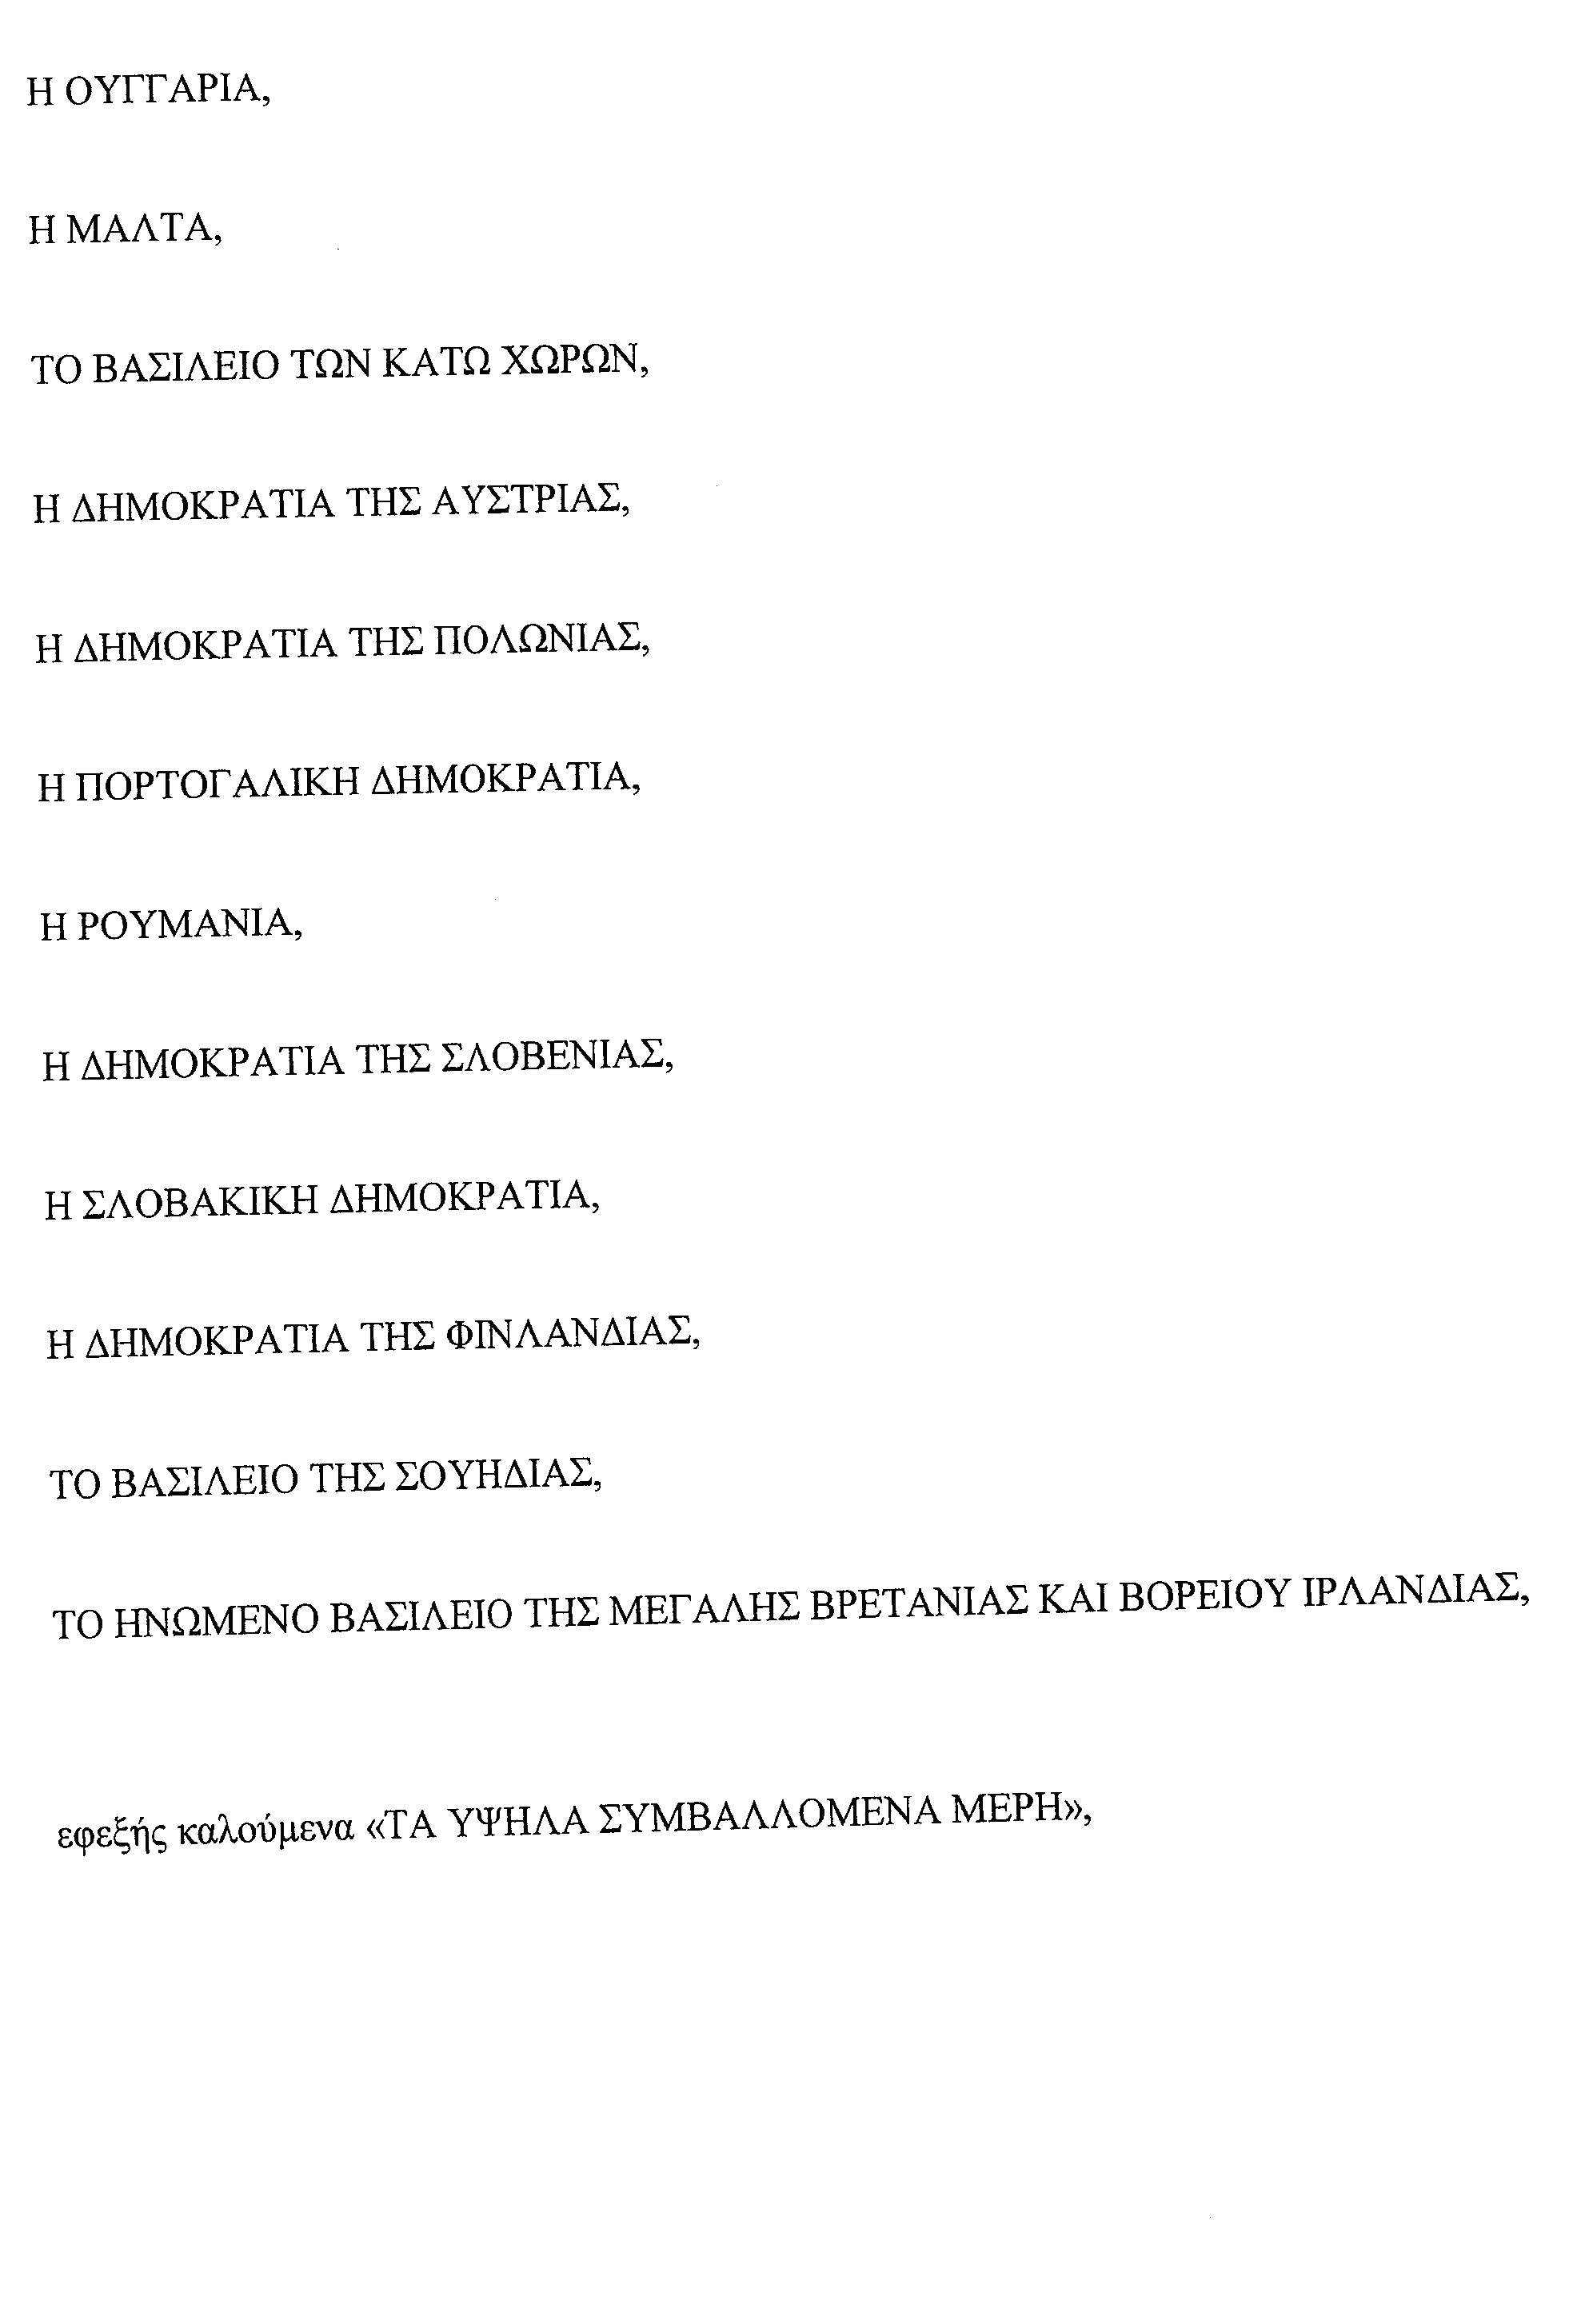 Η ΟΥΓΓΑΡΙΑ,
Η ΜΑΛΤΑ,
ΤΟ ΒΑΣΙΛΕΙΟ ΤΩΝ ΚΑΤΩ ΧΩΡΩΝ,
Η ΔΗΜΟΚΡΑΤΙΑ ΤΗΣ ΑΥΣΤΡΙΑΣ,
Η ΔΗΜΟΚΡΑΤΙΑ ΤΗΣ ΠΟΛΩΝΙΑΣ,
Η ΠΟΡΤΟΓΑΛΙΚΗ ΔΗΜΟΚΡΑΤΙΑ,
Η ΡΟΥΜΑΝΙΑ,
Η ΔΗΜΟΚΡΑΤΙΑ ΤΗΣ ΣΛΟΒΕΝΙΑΣ,
Η ΣΛΟΒΑΚΙΚΗ ΔΗΜΟΚΡΑΤΙΑ,
Η ΔΗΜΟΚΡΑΤΙΑ ΤΗΣ ΦΙΝΛΑΝΔΙΑΣ,
ΤΟ ΒΑΣΙΛΕΙΟ ΤΗΣ ΣΟΥΗΔΙΑΣ,
ΤΟ ΗΝΩΜΕΝΟ ΒΑΣΙΛΕΙΟ ΤΗΣ ΜΕΓΑΛΗΣ ΒΡΕΤΑΝΙΑΣ ΚΑΙ ΒΟΡΕΙΟΥ ΙΡΛΑΝΔΙΑΣ,
εφεξής καλούμενα «ΤΑ ΥΨΗΛΑ ΣΥΜΒΑΛΛΟΜΕΝΑ ΜΕΡΗ»,